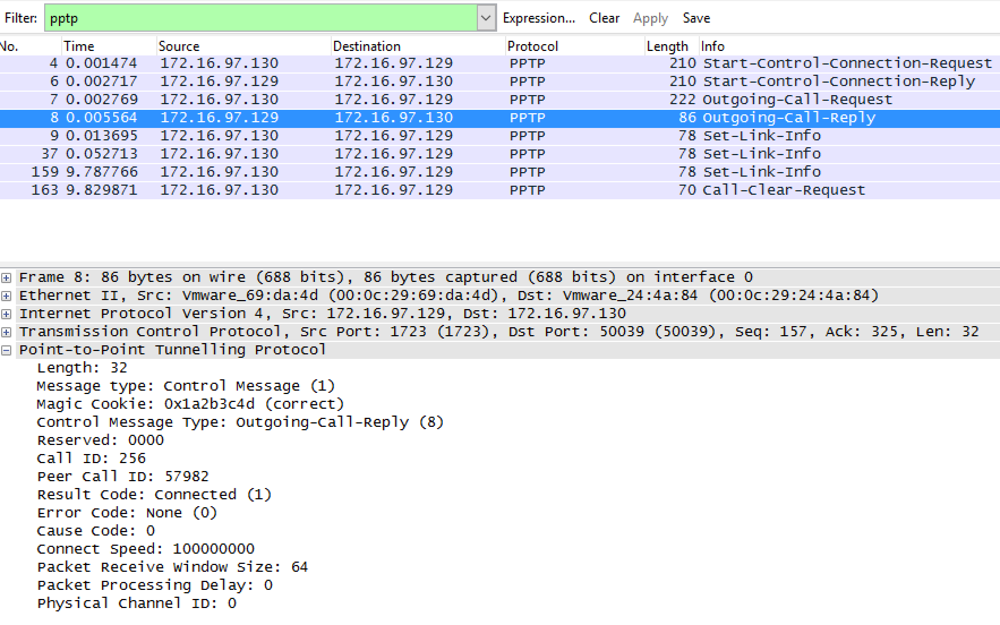 Filter: pptp Expression... Clear Apply Save
No. Time Source Destination Protocol Length Info
4 0.001474 172.16.97.130 172.16.97.129 PPTP 210 Start-Control-Connection-Request
6 0.002717 172.16.97.129 172.16.97.130 PPTP 210 Start-Control-Connection-Reply
7 0.002769 172.16.97.130 172.16.97.129 PPTP 222 Outgoing-Call-Request
8 0.005564 172.16.97.129 172.16.97.130 PPTP 86 Outgoing-Call-Reply
9 0.013695 172.16.97.130 172.16.97.129 PPTP 78 Set-Link-Info
37 0.052713 172.16.97.130 172.16.97.129 PPTP 78 Set-Link-Info
159 9.787766 172.16.97.130 172.16.97.129 PPTP 78 Set-Link-Info
163 9.829871 172.16.97.130 172.16.97.129 PPTP 70 Call-Clear-Request
Frame 8: 86 bytes on wire (688 bits), 86 bytes captured (688 bits) on interface 0
Ethernet II, Src: Vmware_69:da:4d (00:0c:29:69:da:4d), Dst: Vmware_24:4a:84 (00:0c:29:24:4a:84)
Internet Protocol Version 4, Src: 172.16.97.129, Dst: 172.16.97.130
Transmission Control Protocol, Src Port: 1723 (1723), Dst Port: 50039 (50039), Seq: 157, Ack: 325, Len: 32
Point-to-Point Tunnelling Protocol
Length: 32
Message type: Control Message (1)
Magic Cookie: 0x1a2b3c4d (correct)
Control Message Type: Outgoing-Call-Reply (8)
Reserved: 0000
Call ID: 256
Peer Call ID: 57982
Result Code: Connected (1)
Error Code: None (0)
Cause Code: 0
Connect Speed: 100000000
Packet Receive Window Size: 64
Packet Processing Delay: 0
Physical Channel ID: 0